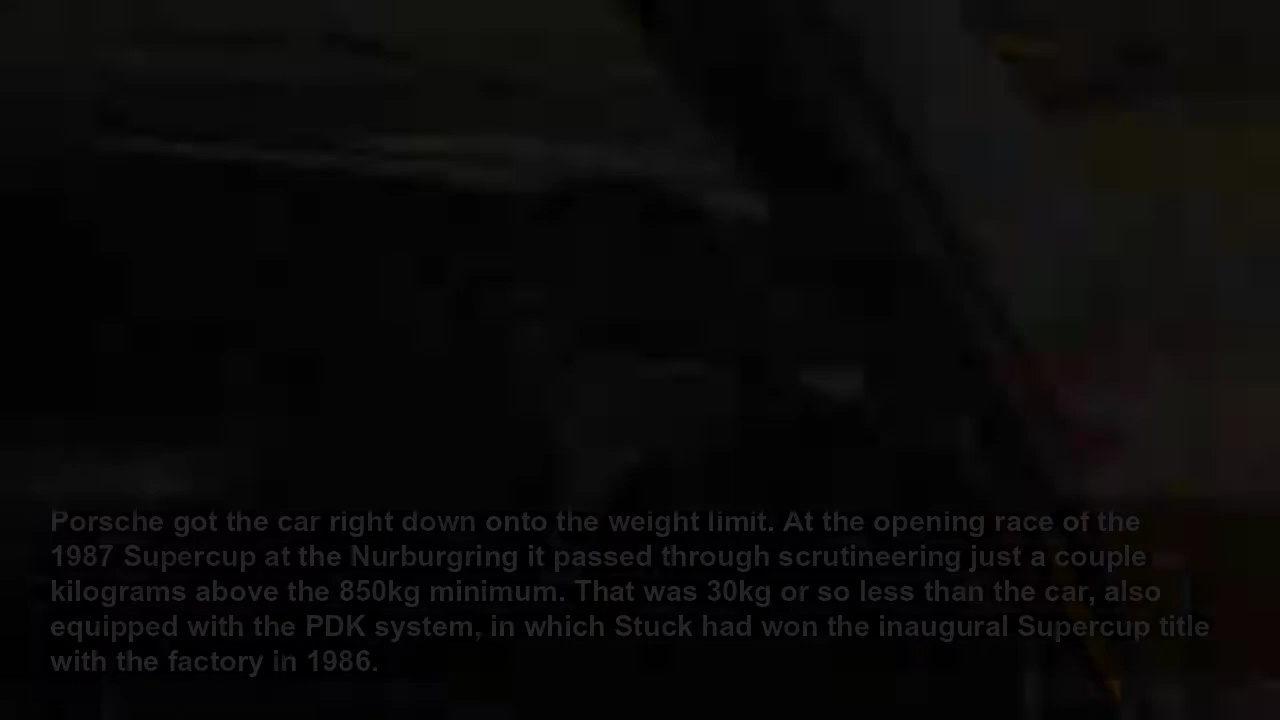 Porsche got the car right down onto the weight limit. At the opening race of the
1987 Supercup at the Nurburgring it passed through scrutineering just a couple
kilograms above the 850kg minimum. That was 30kg or so less than the car, also
equipped with the PDK system, in which Stuck had won the inaugural Supercup title
with the factory in 1986.